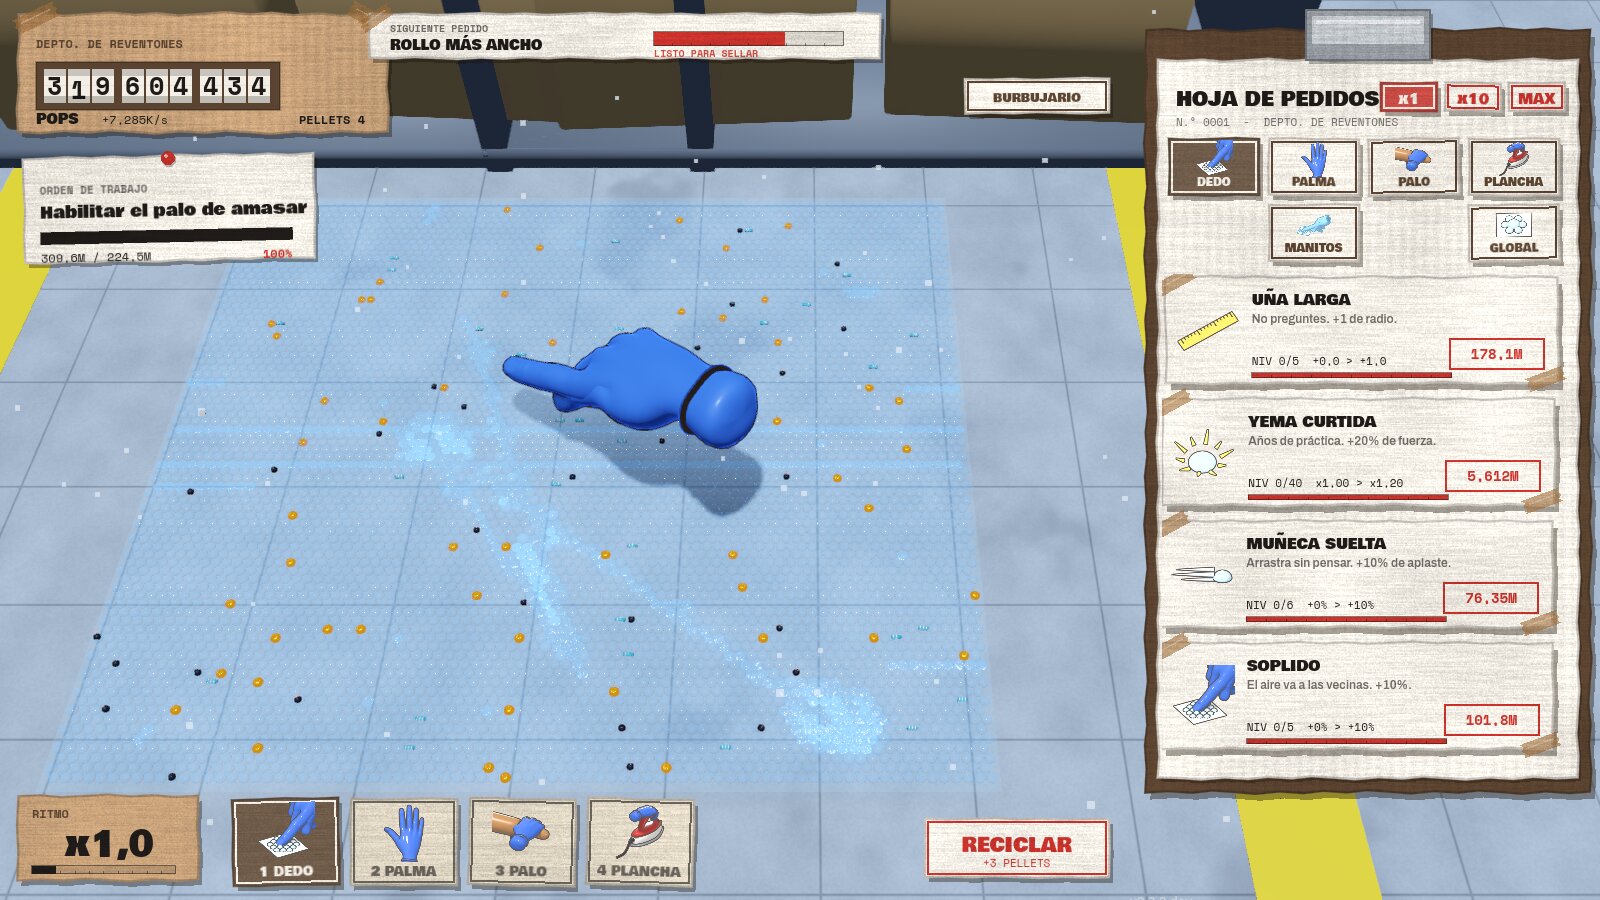 DEPTO. DE REVENTONES
319 604 434
POPS +7,285K/s PELLETS 4
SIGUIENTE PEDIDO
ROLLO MÁS ANCHO
LISTO PARA SELLAR
BURBUJARIO
ORDEN DE TRABAJO
Habilitar el palo de amasar
309,6M / 224,5M 100%
HOJA DE PEDIDOS x1 x10 MAX
N.° 0001 - DEPTO. DE REVENTONES
DEDO PALMA PALO PLANCHA
MANITOS GLOBAL
UÑA LARGA
No preguntes. +1 de radio.
NIV 0/5 +0,0 > +1,0 178,1M
YEMA CURTIDA
Años de práctica. +20% de fuerza.
NIV 0/40 x1,00 > x1,20 5,612M
MUÑECA SUELTA
Arrastra sin pensar. +10% de aplaste.
NIV 0/6 +0% > +10% 76,35M
SOPLIDO
El aire va a las vecinas. +10%.
NIV 0/5 +0% > +10% 101,8M
RITMO
x1,0
1 DEDO 2 PALMA 3 PALO 4 PLANCHA
RECICLAR
+3 PELLETS